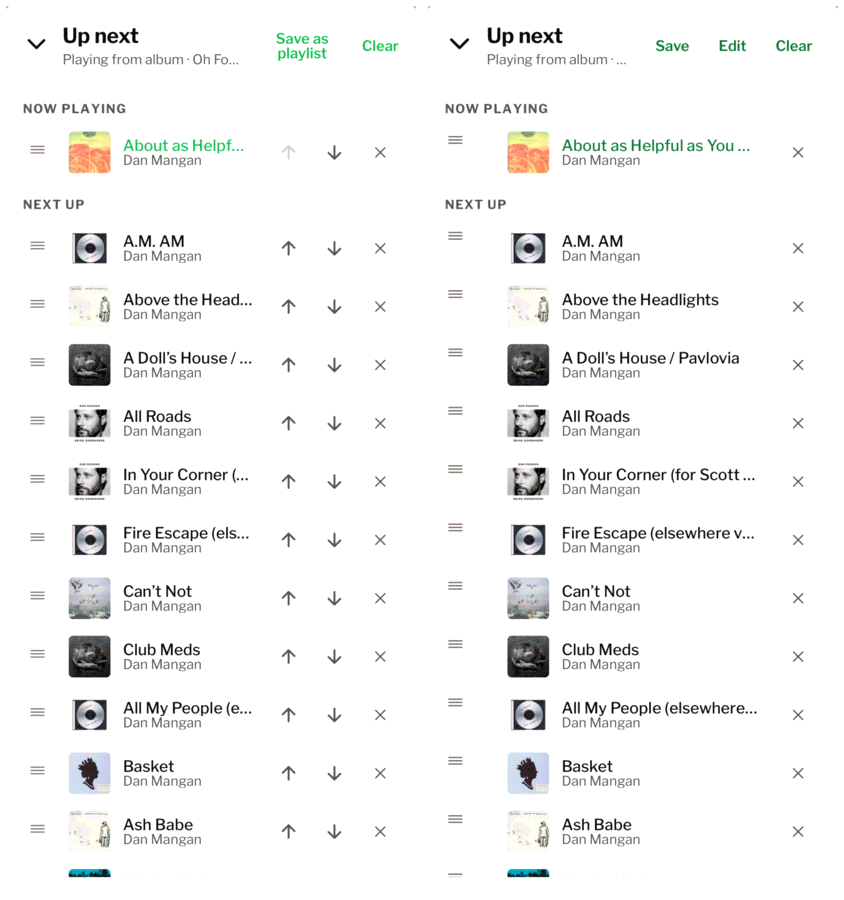 Up next
Playing from album · Oh Fo...
Save as
playlist
Clear
NOW PLAYING
About as Helpf...
Dan Mangan
NEXT UP
A.M. AM
Dan Mangan
Above the Head...
Dan Mangan
A Doll’s House / ...
Dan Mangan
All Roads
Dan Mangan
In Your Corner (...
Dan Mangan
Fire Escape (els...
Dan Mangan
Can’t Not
Dan Mangan
Club Meds
Dan Mangan
All My People (e...
Dan Mangan
Basket
Dan Mangan
Ash Babe
Dan Mangan
Up next
Playing from album · ...
Save
Edit
Clear
NOW PLAYING
About as Helpful as You ...
Dan Mangan
NEXT UP
A.M. AM
Dan Mangan
Above the Headlights
Dan Mangan
A Doll’s House / Pavlovia
Dan Mangan
All Roads
Dan Mangan
In Your Corner (for Scott ...
Dan Mangan
Fire Escape (elsewhere v...
Dan Mangan
Can’t Not
Dan Mangan
Club Meds
Dan Mangan
All My People (elsewhere...
Dan Mangan
Basket
Dan Mangan
Ash Babe
Dan Mangan